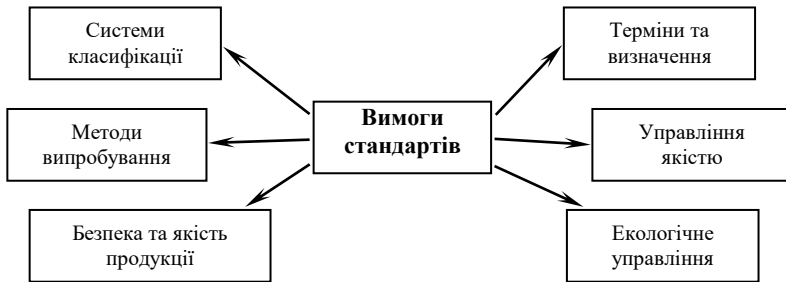 Системи
класифікації
Терміни та
визначення
Вимоги
стандартів
Методи
випробування
Управління
якістю
Безпека та якість
продукції
Екологічне
управління